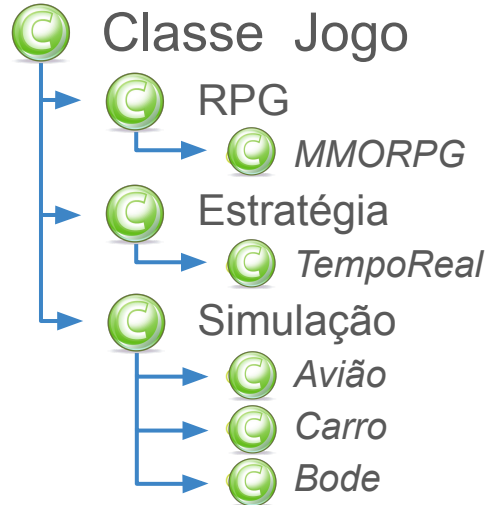 C Classe Jogo
C RPG
C MMORPG
C Estratégia
C TempoReal
C Simulação
C Avião
C Carro
C Bode